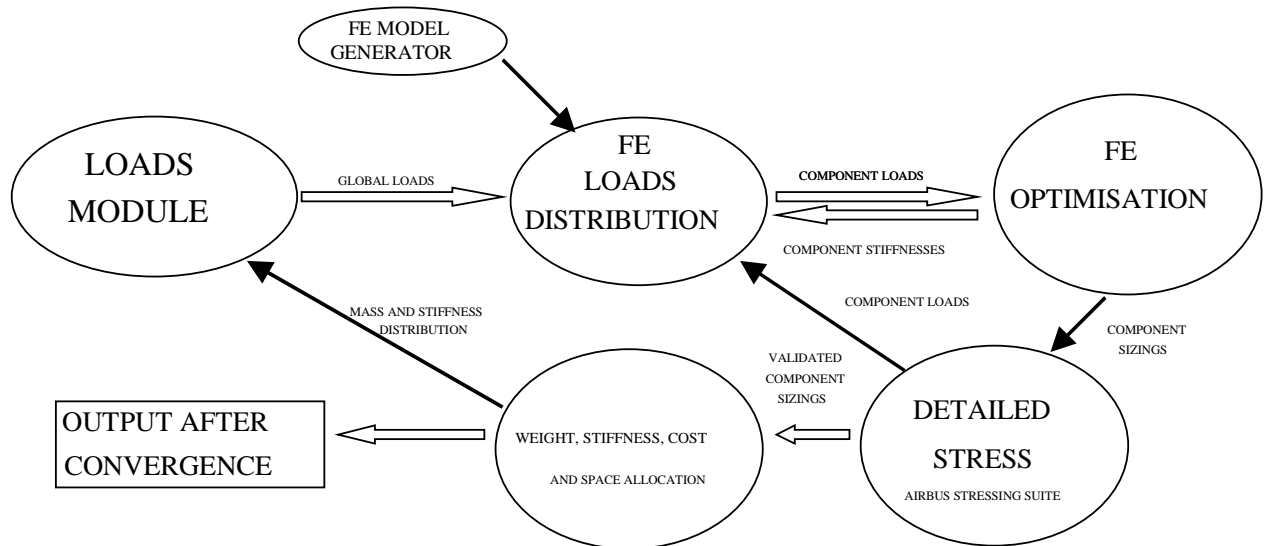 FE MODEL
GENERATOR
LOADS
MODULE
GLOBAL LOADS
FE
LOADS
DISTRIBUTION
COMPONENT LOADS
COMPONENT STIFFNESSES
FE
OPTIMISATION
MASS AND STIFFNESS
DISTRIBUTION
COMPONENT LOADS
COMPONENT
SIZINGS
VALIDATED
COMPONENT
SIZINGS
OUTPUT AFTER
CONVERGENCE
WEIGHT, STIFFNESS, COST
AND SPACE ALLOCATION
DETAILED
STRESS
AIRBUS STRESSING SUITE